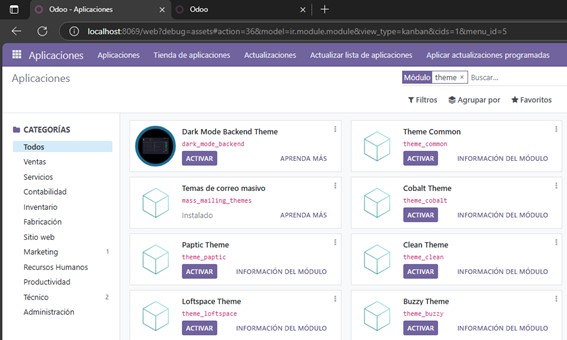 Odoo - Aplicaciones
Odoo
localhost:8069/web?debug=assets#action=36&model=ir.module.module&view_type=kanban&cids=1&menu_id=5
Aplicaciones Aplicaciones Tienda de aplicaciones Actualizaciones Actualizar lista de aplicaciones Aplicar actualizaciones programadas
Aplicaciones
Módulo theme × Buscar...
Filtros Agrupar por Favoritos
CATEGORÍAS
Todos
Ventas
Servicios
Contabilidad
Inventario
Fabricación
Sitio web
Marketing 1
Recursos Humanos
Productividad
Técnico 2
Administración
Dark Mode Backend Theme
dark_mode_backend
ACTIVAR APRENDA MÁS
Theme Common
theme_common
ACTIVAR INFORMACIÓN DEL MÓDULO
Temas de correo masivo
mass_mailing_themes
Instalado APRENDA MÁS
Cobalt Theme
theme_cobalt
ACTIVAR INFORMACIÓN DEL MÓDULO
Paptic Theme
theme_paptic
ACTIVAR INFORMACIÓN DEL MÓDULO
Clean Theme
theme_clean
ACTIVAR INFORMACIÓN DEL MÓDULO
Loftspace Theme
theme_loftspace
ACTIVAR INFORMACIÓN DEL MÓDULO
Buzzy Theme
theme_buzzy
ACTIVAR INFORMACIÓN DEL MÓDULO